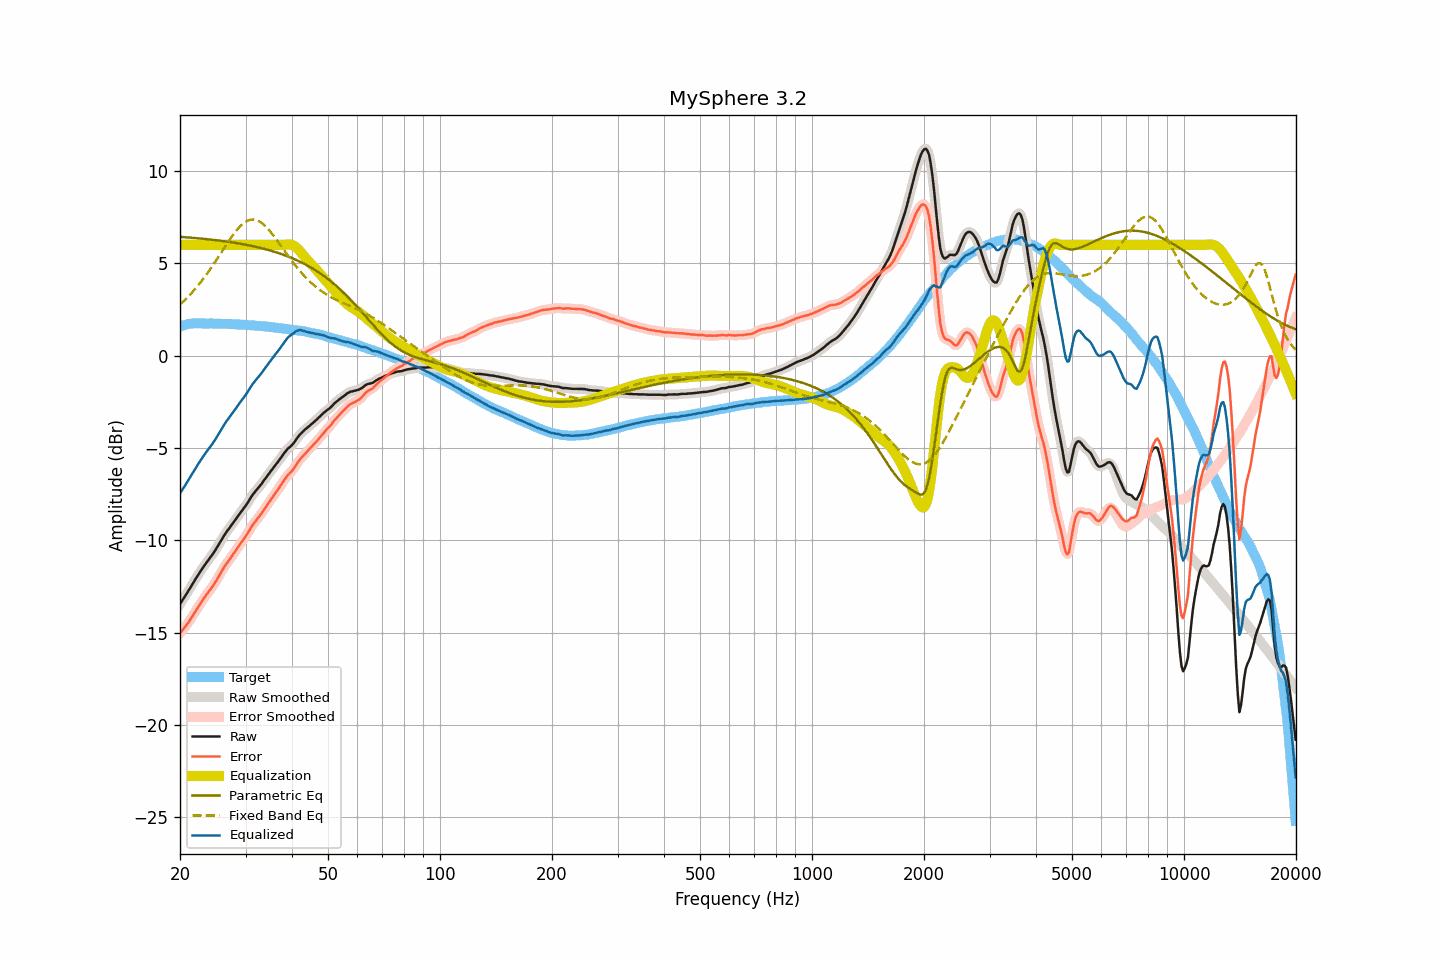 MySphere 3.2
Amplitude (dBr)
10
5
0
−5
−10
−15
−20
−25
Target
Raw Smoothed
Error Smoothed
Raw
Error
Equalization
Parametric Eq
Fixed Band Eq
Equalized
20 50 100 200 500 1000 2000 5000 10000 20000
Frequency (Hz)